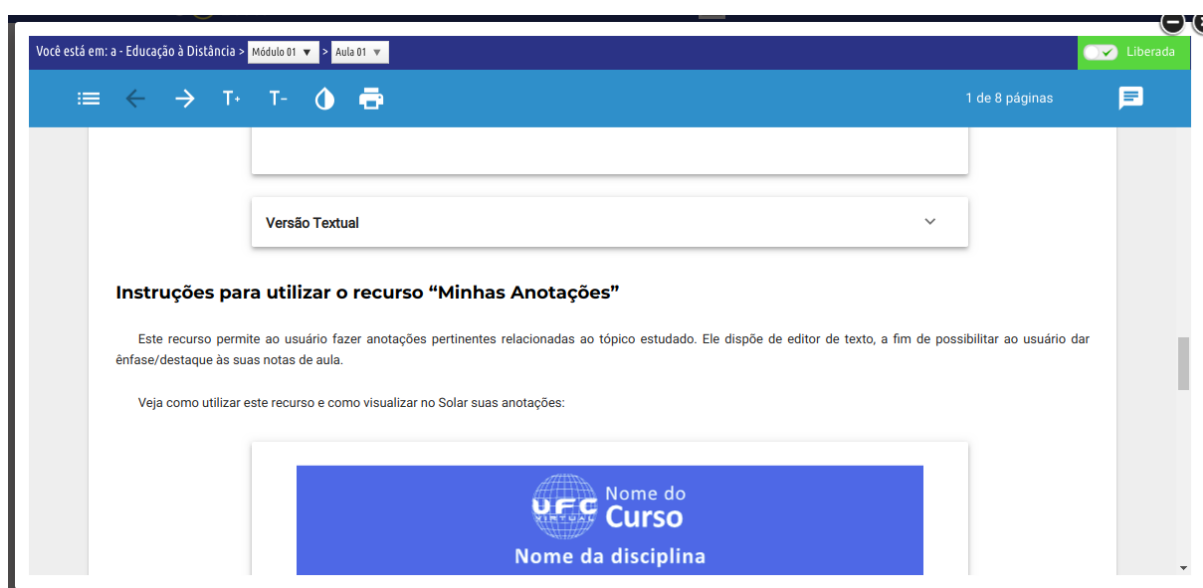 Você está em: a - Educação à Distância > Módulo 01 > Aula 01
Liberada
T+ T-
1 de 8 páginas
Versão Textual
Instruções para utilizar o recurso “Minhas Anotações”
Este recurso permite ao usuário fazer anotações pertinentes relacionadas ao tópico estudado. Ele dispõe de editor de texto, a fim de possibilitar ao usuário dar
ênfase/destaque às suas notas de aula.
Veja como utilizar este recurso e como visualizar no Solar suas anotações:
UFC
VIRTUAL
Nome do
Curso
Nome da disciplina